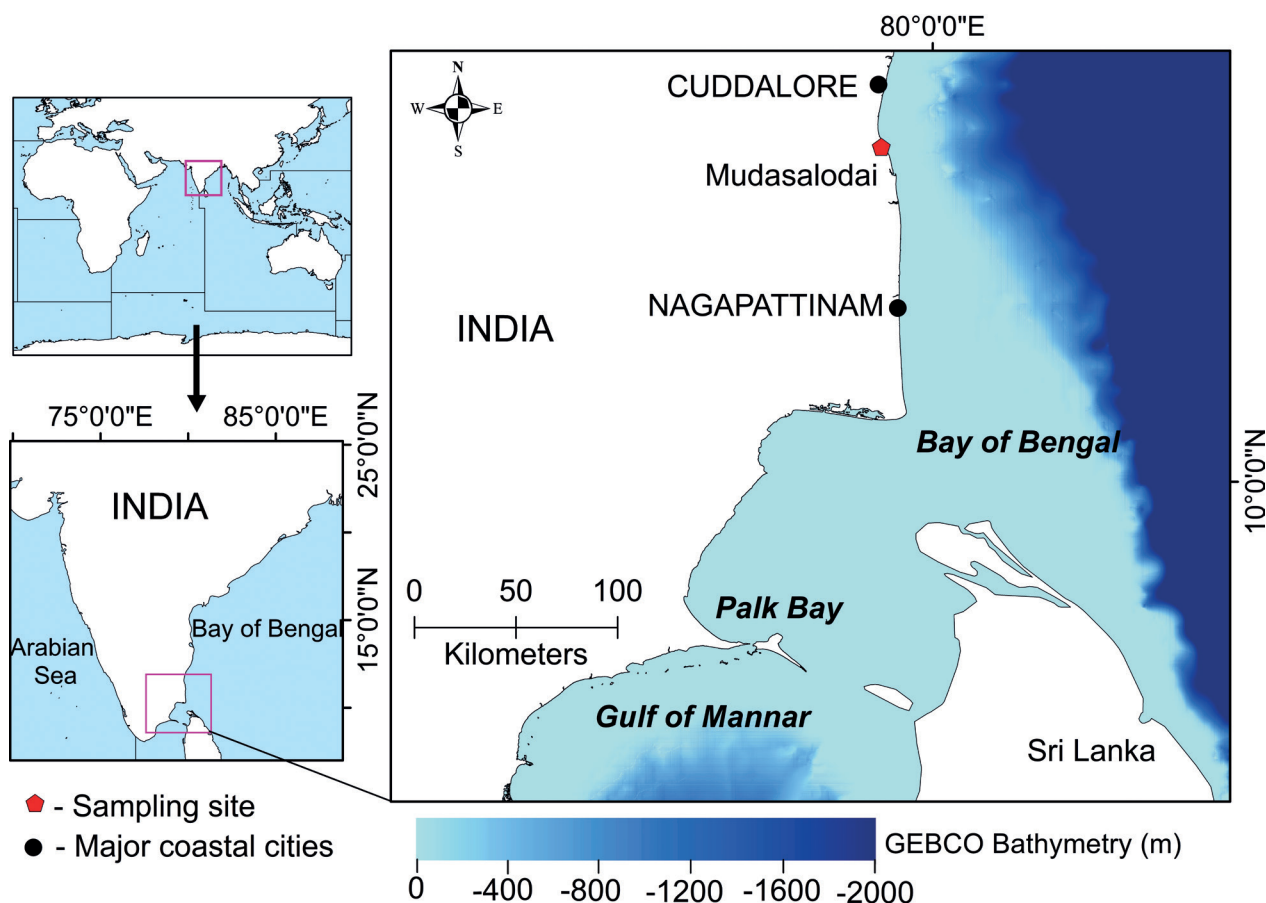 80°0'0"E
N
W
E
S
CUDDALORE
Mudasalodai
NAGAPATTINAM
INDIA
Bay of Bengal
10°0'0"N
0 50 100
Kilometers
Palk Bay
Gulf of Mannar
Sri Lanka
75°0'0"E 85°0'0"E
25°0'0"N
INDIA
15°0'0"N
Arabian
Sea
Bay of Bengal
- Sampling site
- Major coastal cities
GEBCO Bathymetry (m)
0 -400 -800 -1200 -1600 -2000